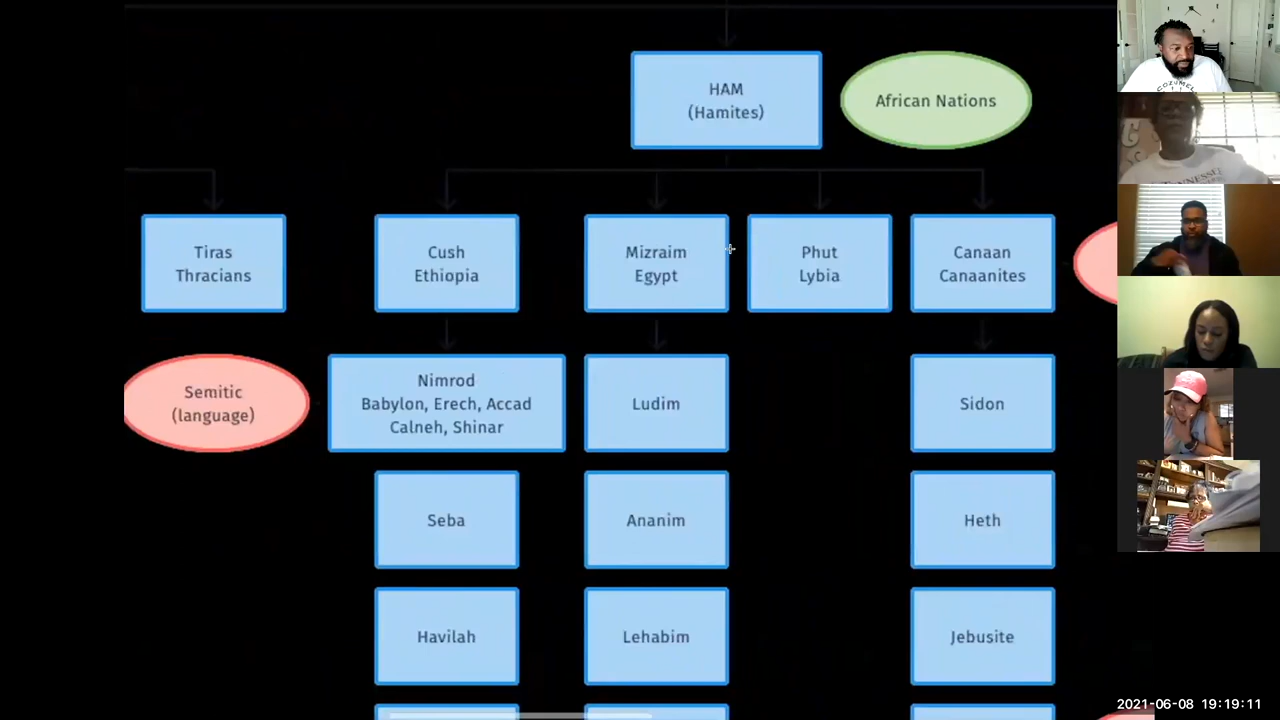 HAM
(Hamites)
African Nations
Tiras
Thracians
Cush
Ethiopia
Mizraim
Egypt
Phut
Lybia
Canaan
Canaanites
Semitic
(language)
Nimrod
Babylon, Erech, Accad
Calneh, Shinar
Ludim
Sidon
Seba
Ananim
Heth
Havilah
Lehabim
Jebusite
COZUMEL
2021-06-08 19:19:11